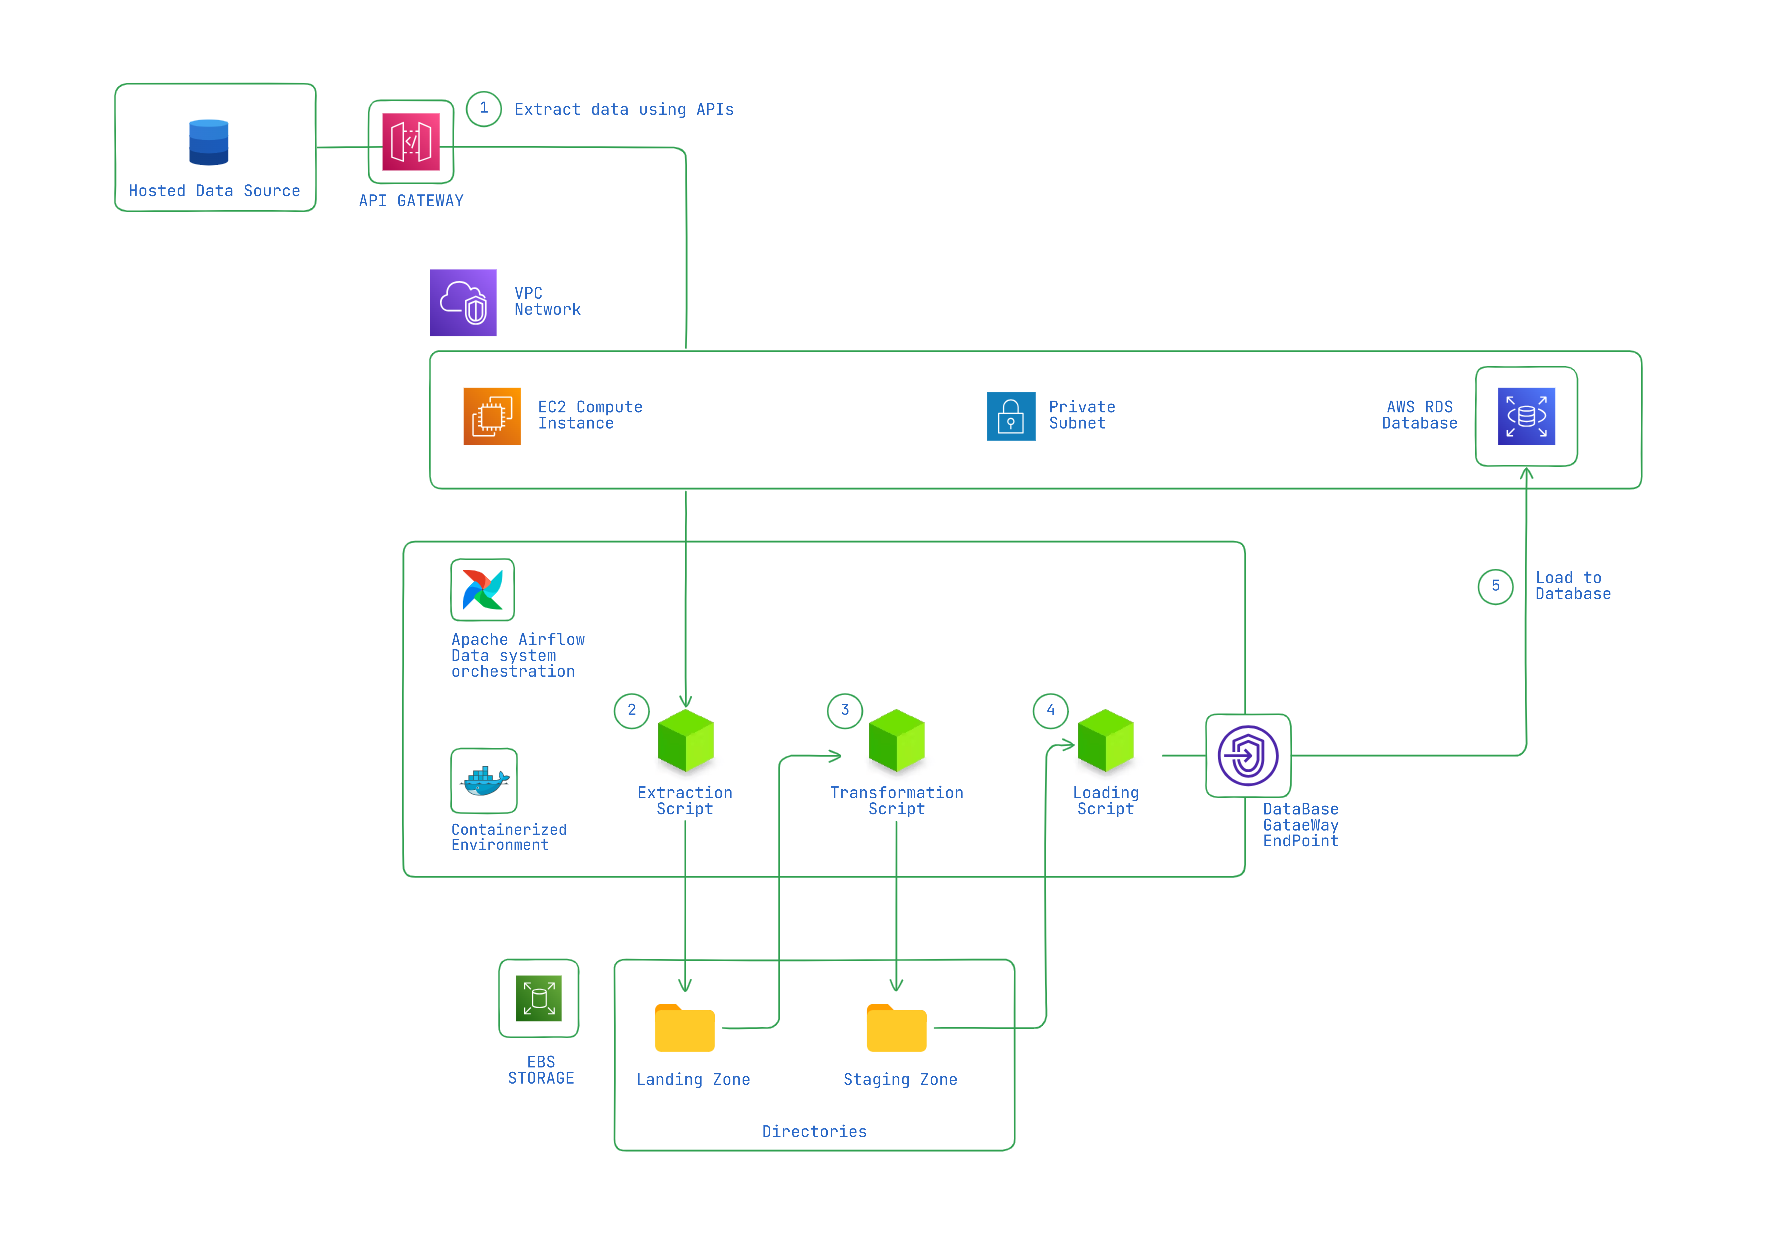 1
Extract data using APIs
Hosted Data Source
API GATEWAY
VPC
Network
EC2 Compute
Instance
Private
Subnet
AWS RDS
Database
Apache Airflow
Data system
orchestration
5
Load to
Database
2
3
4
Extraction
Script
Transformation
Script
Loading
Script
Containerized
Environment
DataBase
GataeWay
EndPoint
EBS
STORAGE
Landing Zone
Staging Zone
Directories